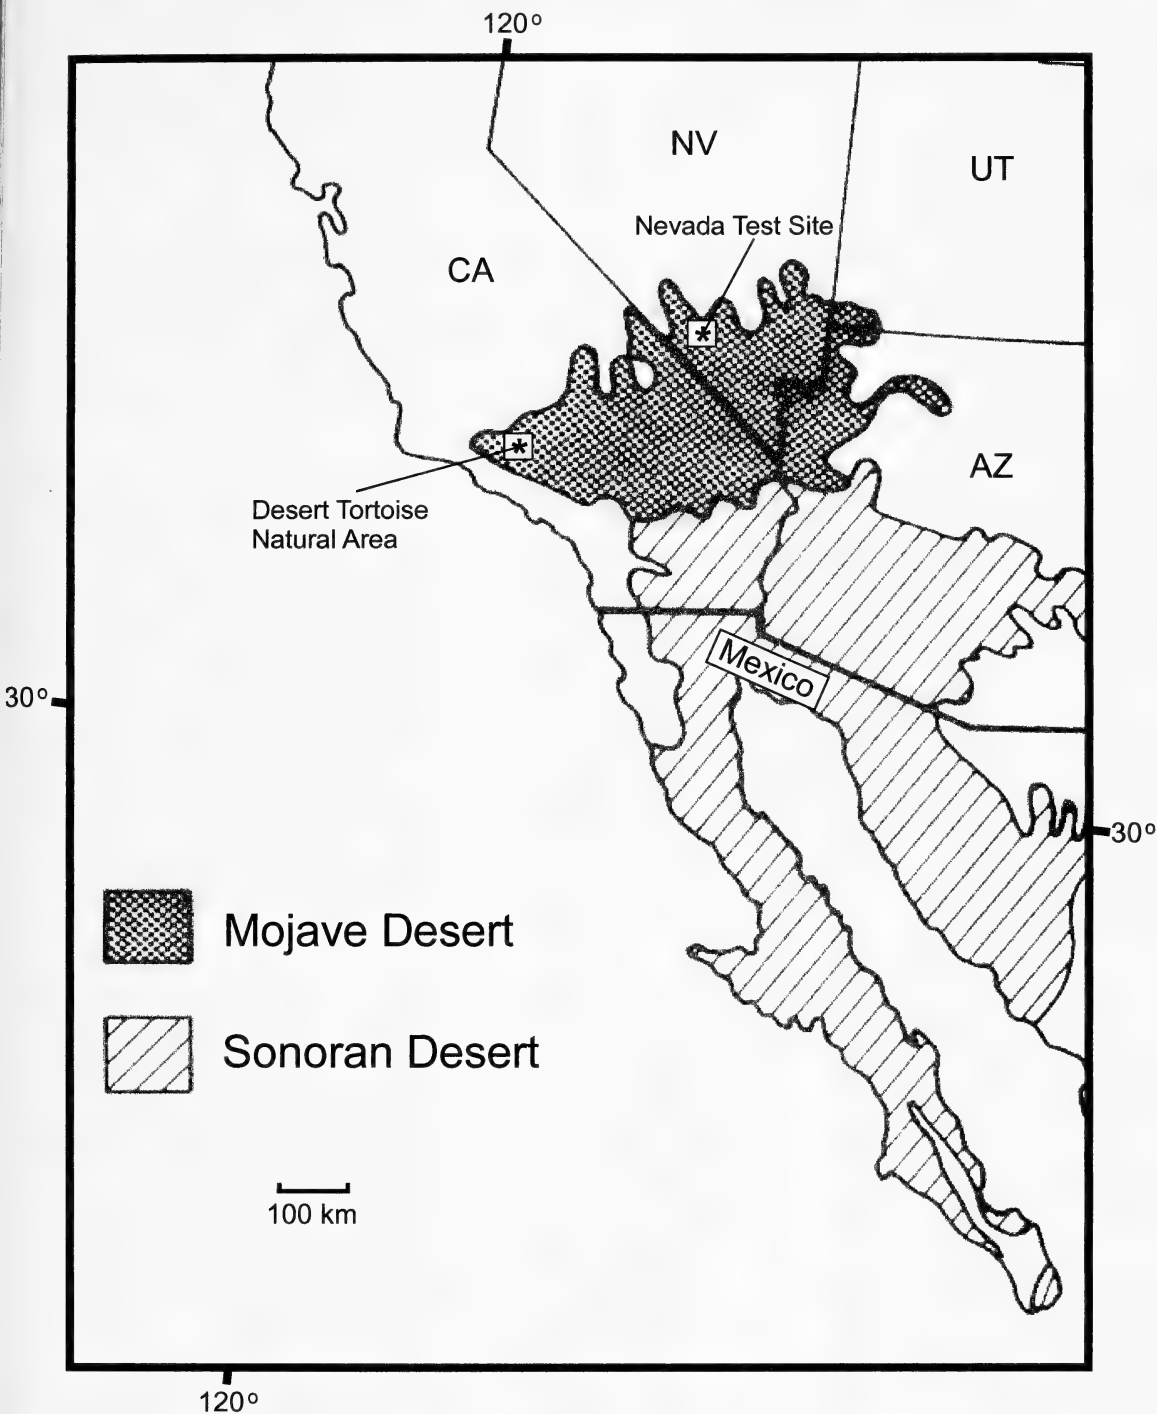 120°
NV
UT
Nevada Test Site
CA
*
*
AZ
Desert Tortoise
Natural Area
Mexico
30°
30°
Mojave Desert
Sonoran Desert
100 km
120°